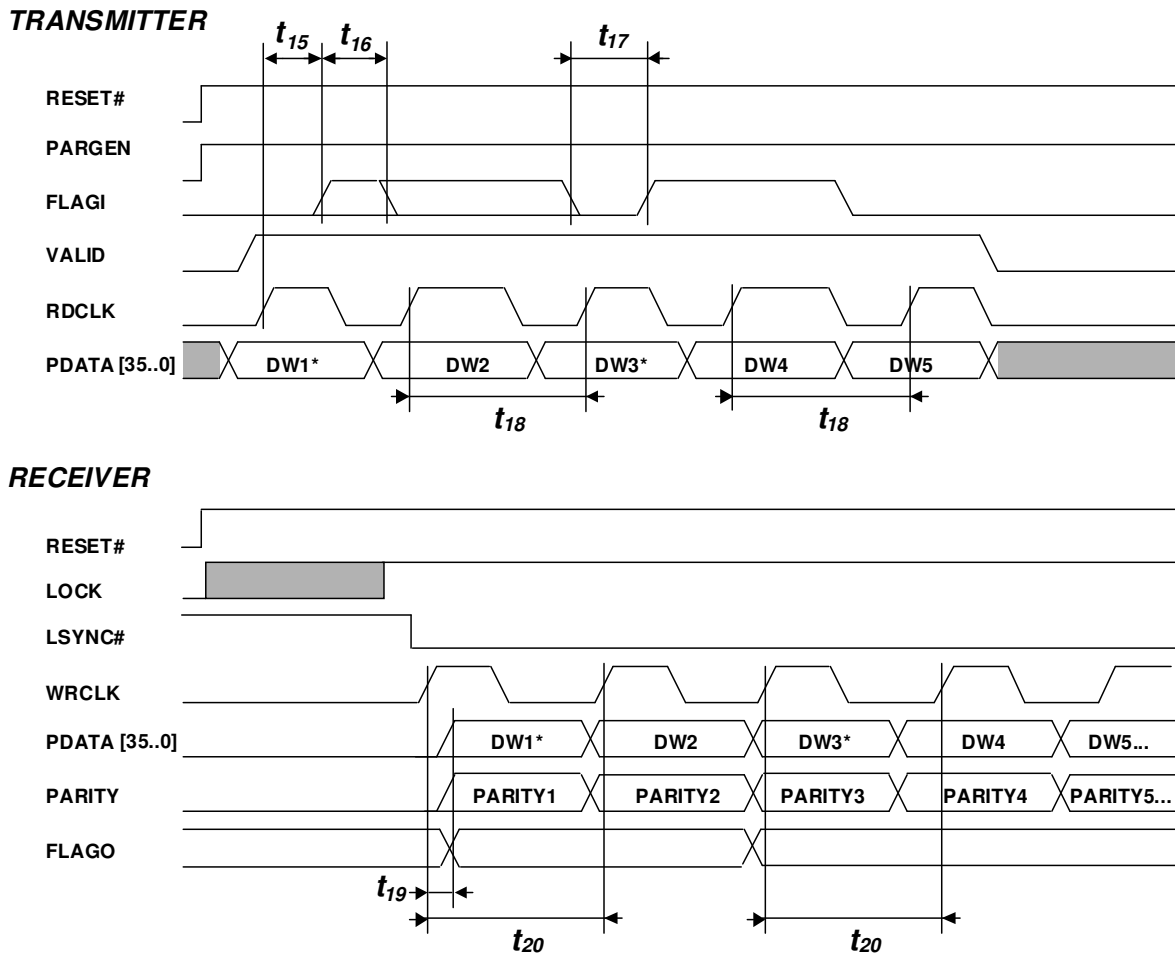 TRANSMITTER
t15 t16 t17
RESET#
PARGEN
FLAGI
VALID
RDCLK
PDATA [35..0] DW1* DW2 DW3* DW4 DW5
t18 t18
RECEIVER
RESET#
LOCK
LSYNC#
WRCLK
PDATA [35..0] DW1* DW2 DW3* DW4 DW5...
PARITY PARITY1 PARITY2 PARITY3 PARITY4 PARITY5...
FLAGO
t19
t20 t20